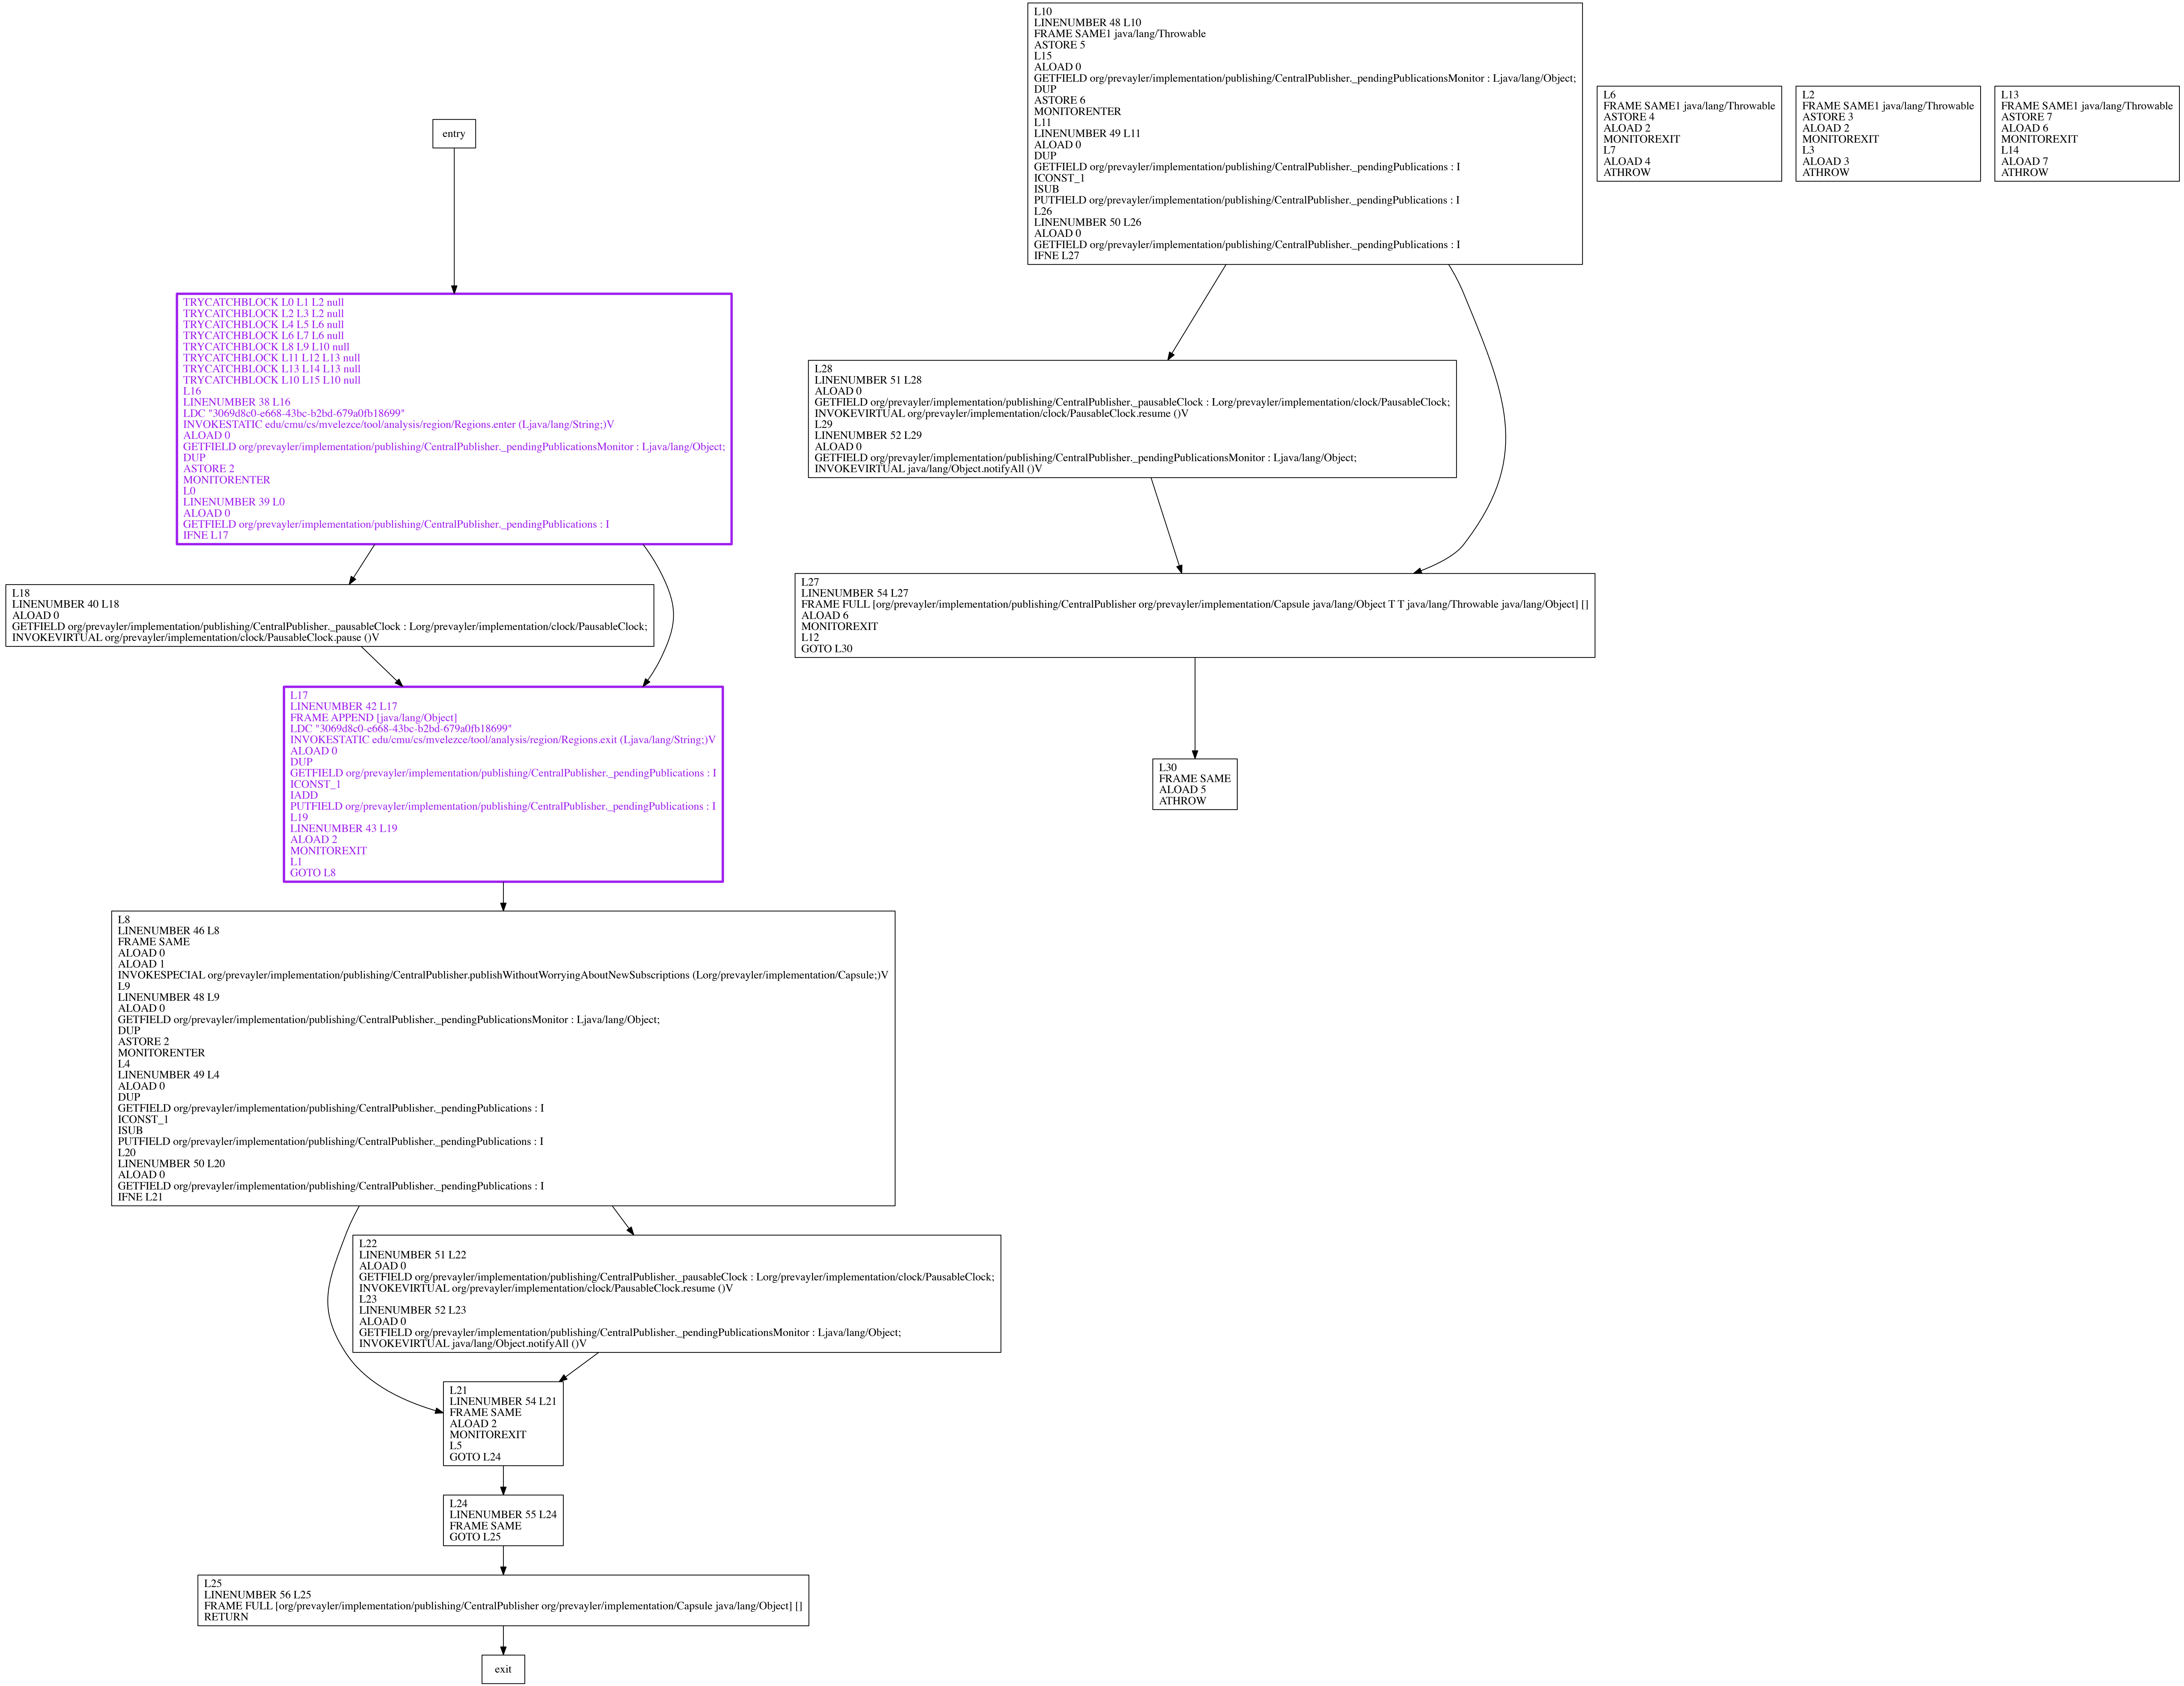 entry
TRYCATCHBLOCK L0 L1 L2 null
TRYCATCHBLOCK L2 L3 L2 null
TRYCATCHBLOCK L4 L5 L6 null
TRYCATCHBLOCK L6 L7 L6 null
TRYCATCHBLOCK L8 L9 L10 null
TRYCATCHBLOCK L11 L12 L13 null
TRYCATCHBLOCK L13 L14 L13 null
TRYCATCHBLOCK L10 L15 L10 null
L16
LINENUMBER 38 L16
LDC "3069d8c0-e668-43bc-b2bd-679a0fb18699"
INVOKESTATIC edu/cmu/cs/mvelezce/tool/analysis/region/Regions.enter (Ljava/lang/String;)V
ALOAD 0
GETFIELD org/prevayler/implementation/publishing/CentralPublisher._pendingPublicationsMonitor : Ljava/lang/Object;
DUP
ASTORE 2
MONITORENTER
L0
LINENUMBER 39 L0
ALOAD 0
GETFIELD org/prevayler/implementation/publishing/CentralPublisher._pendingPublications : I
IFNE L17
L18
LINENUMBER 40 L18
ALOAD 0
GETFIELD org/prevayler/implementation/publishing/CentralPublisher._pausableClock : Lorg/prevayler/implementation/clock/PausableClock;
INVOKEVIRTUAL org/prevayler/implementation/clock/PausableClock.pause ()V
L17
LINENUMBER 42 L17
FRAME APPEND [java/lang/Object]
LDC "3069d8c0-e668-43bc-b2bd-679a0fb18699"
INVOKESTATIC edu/cmu/cs/mvelezce/tool/analysis/region/Regions.exit (Ljava/lang/String;)V
ALOAD 0
DUP
GETFIELD org/prevayler/implementation/publishing/CentralPublisher._pendingPublications : I
ICONST_1
IADD
PUTFIELD org/prevayler/implementation/publishing/CentralPublisher._pendingPublications : I
L19
LINENUMBER 43 L19
ALOAD 2
MONITOREXIT
L1
GOTO L8
L8
LINENUMBER 46 L8
FRAME SAME
ALOAD 0
ALOAD 1
INVOKESPECIAL org/prevayler/implementation/publishing/CentralPublisher.publishWithoutWorryingAboutNewSubscriptions (Lorg/prevayler/implementation/Capsule;)V
L9
LINENUMBER 48 L9
ALOAD 0
GETFIELD org/prevayler/implementation/publishing/CentralPublisher._pendingPublicationsMonitor : Ljava/lang/Object;
DUP
ASTORE 2
MONITORENTER
L4
LINENUMBER 49 L4
ALOAD 0
DUP
GETFIELD org/prevayler/implementation/publishing/CentralPublisher._pendingPublications : I
ICONST_1
ISUB
PUTFIELD org/prevayler/implementation/publishing/CentralPublisher._pendingPublications : I
L20
LINENUMBER 50 L20
ALOAD 0
GETFIELD org/prevayler/implementation/publishing/CentralPublisher._pendingPublications : I
IFNE L21
L22
LINENUMBER 51 L22
ALOAD 0
GETFIELD org/prevayler/implementation/publishing/CentralPublisher._pausableClock : Lorg/prevayler/implementation/clock/PausableClock;
INVOKEVIRTUAL org/prevayler/implementation/clock/PausableClock.resume ()V
L23
LINENUMBER 52 L23
ALOAD 0
GETFIELD org/prevayler/implementation/publishing/CentralPublisher._pendingPublicationsMonitor : Ljava/lang/Object;
INVOKEVIRTUAL java/lang/Object.notifyAll ()V
L21
LINENUMBER 54 L21
FRAME SAME
ALOAD 2
MONITOREXIT
L5
GOTO L24
L24
LINENUMBER 55 L24
FRAME SAME
GOTO L25
L25
LINENUMBER 56 L25
FRAME FULL [org/prevayler/implementation/publishing/CentralPublisher org/prevayler/implementation/Capsule java/lang/Object] []
RETURN
exit
L10
LINENUMBER 48 L10
FRAME SAME1 java/lang/Throwable
ASTORE 5
L15
ALOAD 0
GETFIELD org/prevayler/implementation/publishing/CentralPublisher._pendingPublicationsMonitor : Ljava/lang/Object;
DUP
ASTORE 6
MONITORENTER
L11
LINENUMBER 49 L11
ALOAD 0
DUP
GETFIELD org/prevayler/implementation/publishing/CentralPublisher._pendingPublications : I
ICONST_1
ISUB
PUTFIELD org/prevayler/implementation/publishing/CentralPublisher._pendingPublications : I
L26
LINENUMBER 50 L26
ALOAD 0
GETFIELD org/prevayler/implementation/publishing/CentralPublisher._pendingPublications : I
IFNE L27
L28
LINENUMBER 51 L28
ALOAD 0
GETFIELD org/prevayler/implementation/publishing/CentralPublisher._pausableClock : Lorg/prevayler/implementation/clock/PausableClock;
INVOKEVIRTUAL org/prevayler/implementation/clock/PausableClock.resume ()V
L29
LINENUMBER 52 L29
ALOAD 0
GETFIELD org/prevayler/implementation/publishing/CentralPublisher._pendingPublicationsMonitor : Ljava/lang/Object;
INVOKEVIRTUAL java/lang/Object.notifyAll ()V
L27
LINENUMBER 54 L27
FRAME FULL [org/prevayler/implementation/publishing/CentralPublisher org/prevayler/implementation/Capsule java/lang/Object T T java/lang/Throwable java/lang/Object] []
ALOAD 6
MONITOREXIT
L12
GOTO L30
L30
FRAME SAME
ALOAD 5
ATHROW
L6
FRAME SAME1 java/lang/Throwable
ASTORE 4
ALOAD 2
MONITOREXIT
L7
ALOAD 4
ATHROW
L2
FRAME SAME1 java/lang/Throwable
ASTORE 3
ALOAD 2
MONITOREXIT
L3
ALOAD 3
ATHROW
L13
FRAME SAME1 java/lang/Throwable
ASTORE 7
ALOAD 6
MONITOREXIT
L14
ALOAD 7
ATHROW